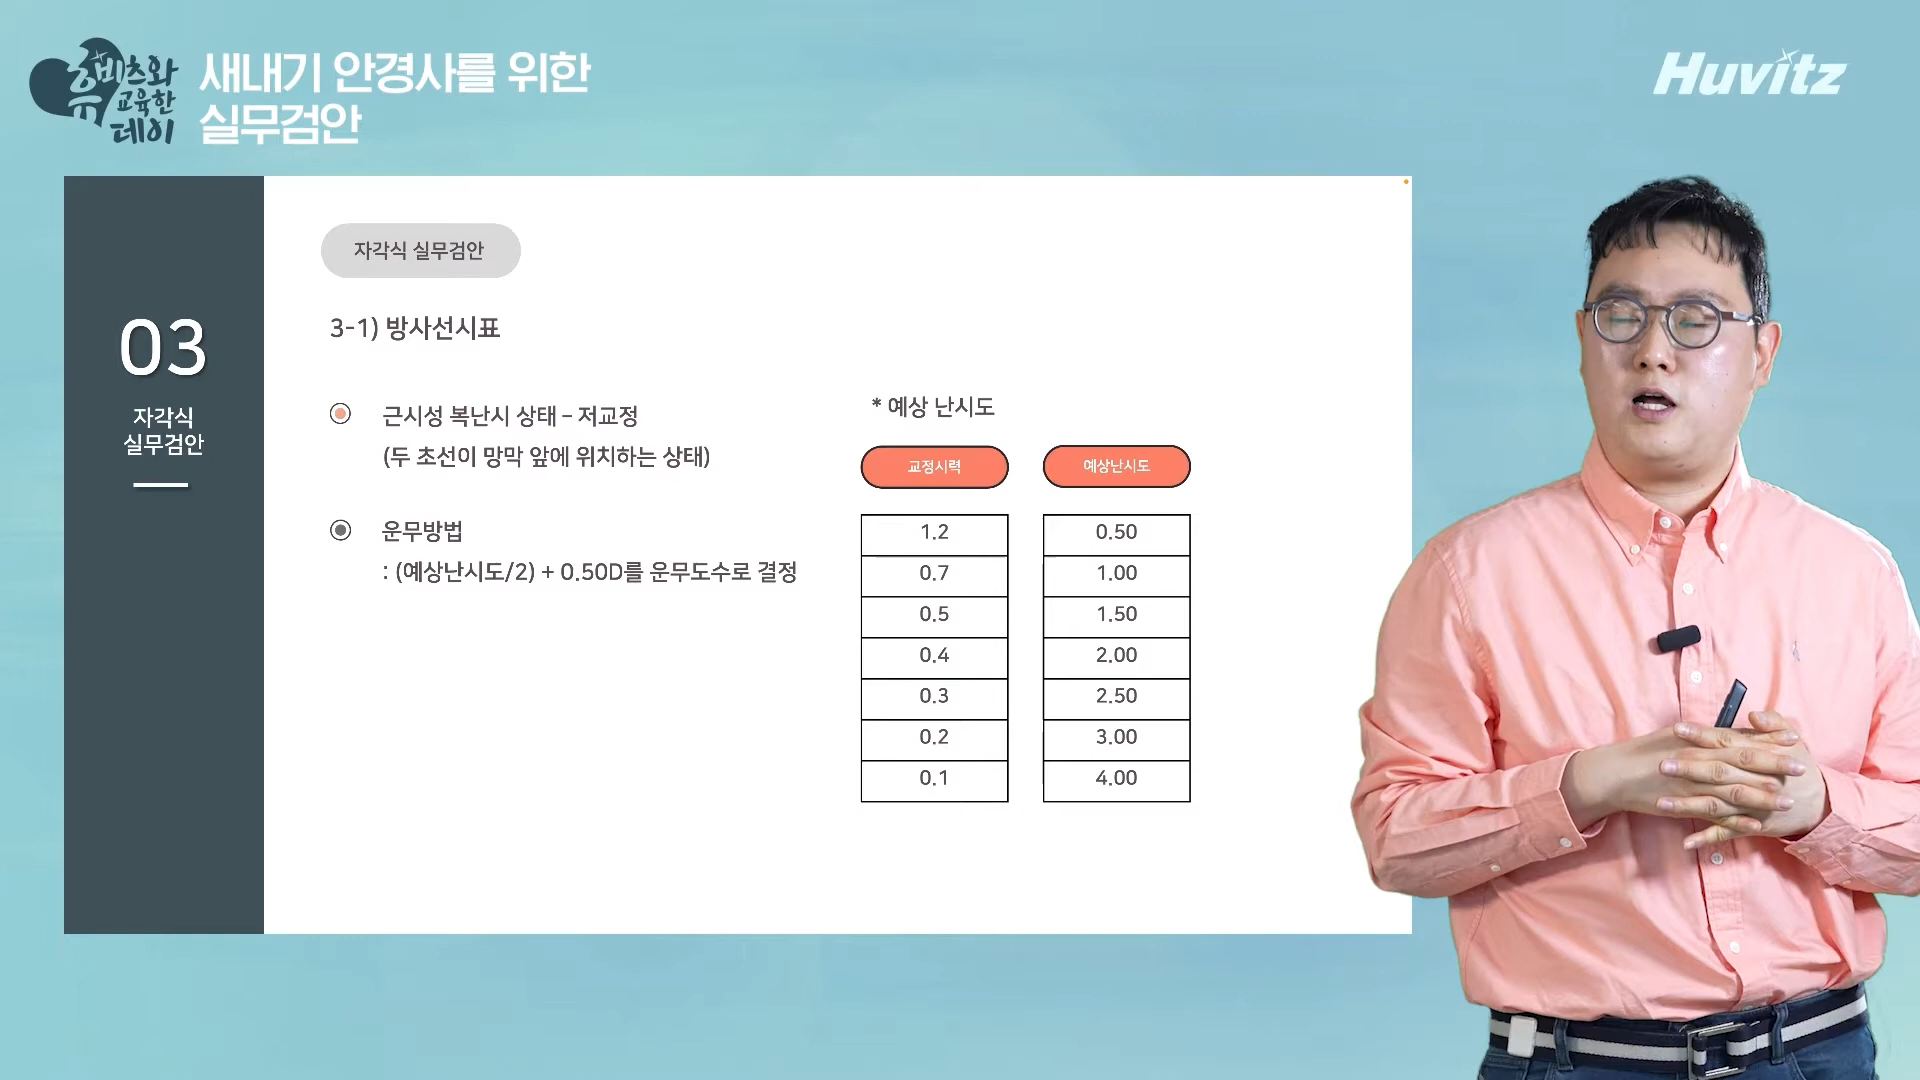 휴비츠와
교육한
데이
새내기 안경사를 위한
실무검안
Huvitz
03
자각식
실무검안
자각식 실무검안
3-1) 방사선시표
근시성 복난시 상태 – 저교정
(두 초선이 망막 앞에 위치하는 상태)
운무방법
: (예상난시도/2) + 0.50D를 운무도수로 결정
* 예상 난시도
교정시력 예상난시도
1.2 0.50
0.7 1.00
0.5 1.50
0.4 2.00
0.3 2.50
0.2 3.00
0.1 4.00